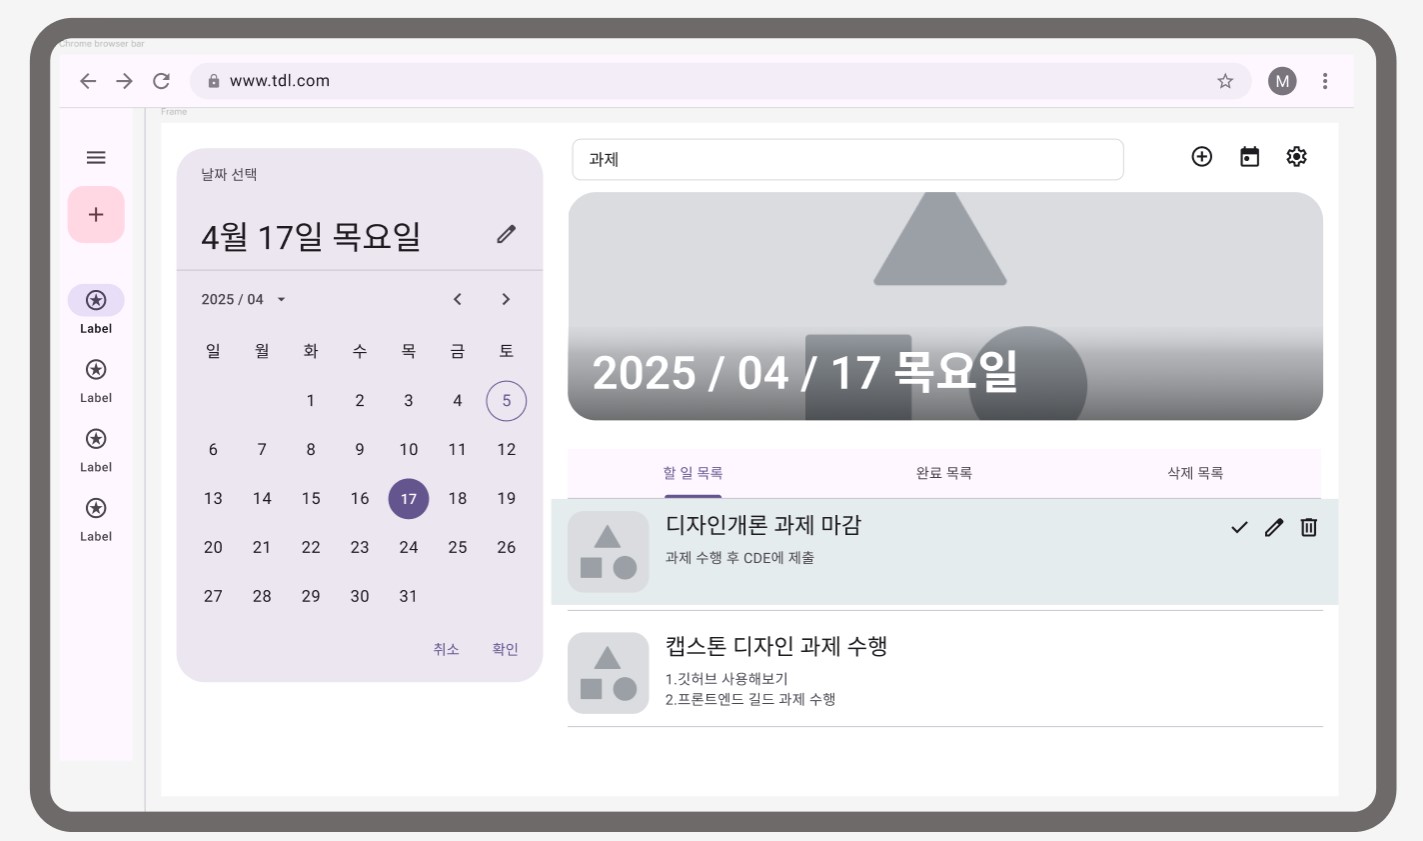 Chrome browser bar
www.tdl.com
M
Frame
Label
Label
Label
Label
날짜 선택
4월 17일 목요일
2025 / 04
일 월 화 수 목 금 토
1 2 3 4 5
6 7 8 9 10 11 12
13 14 15 16 17 18 19
20 21 22 23 24 25 26
27 28 29 30 31
취소 확인
과제
2025 / 04 / 17 목요일
할 일 목록 완료 목록 삭제 목록
디자인개론 과제 마감
과제 수행 후 CDE에 제출
캡스톤 디자인 과제 수행
1.깃허브 사용해보기
2.프론트엔드 길드 과제 수행